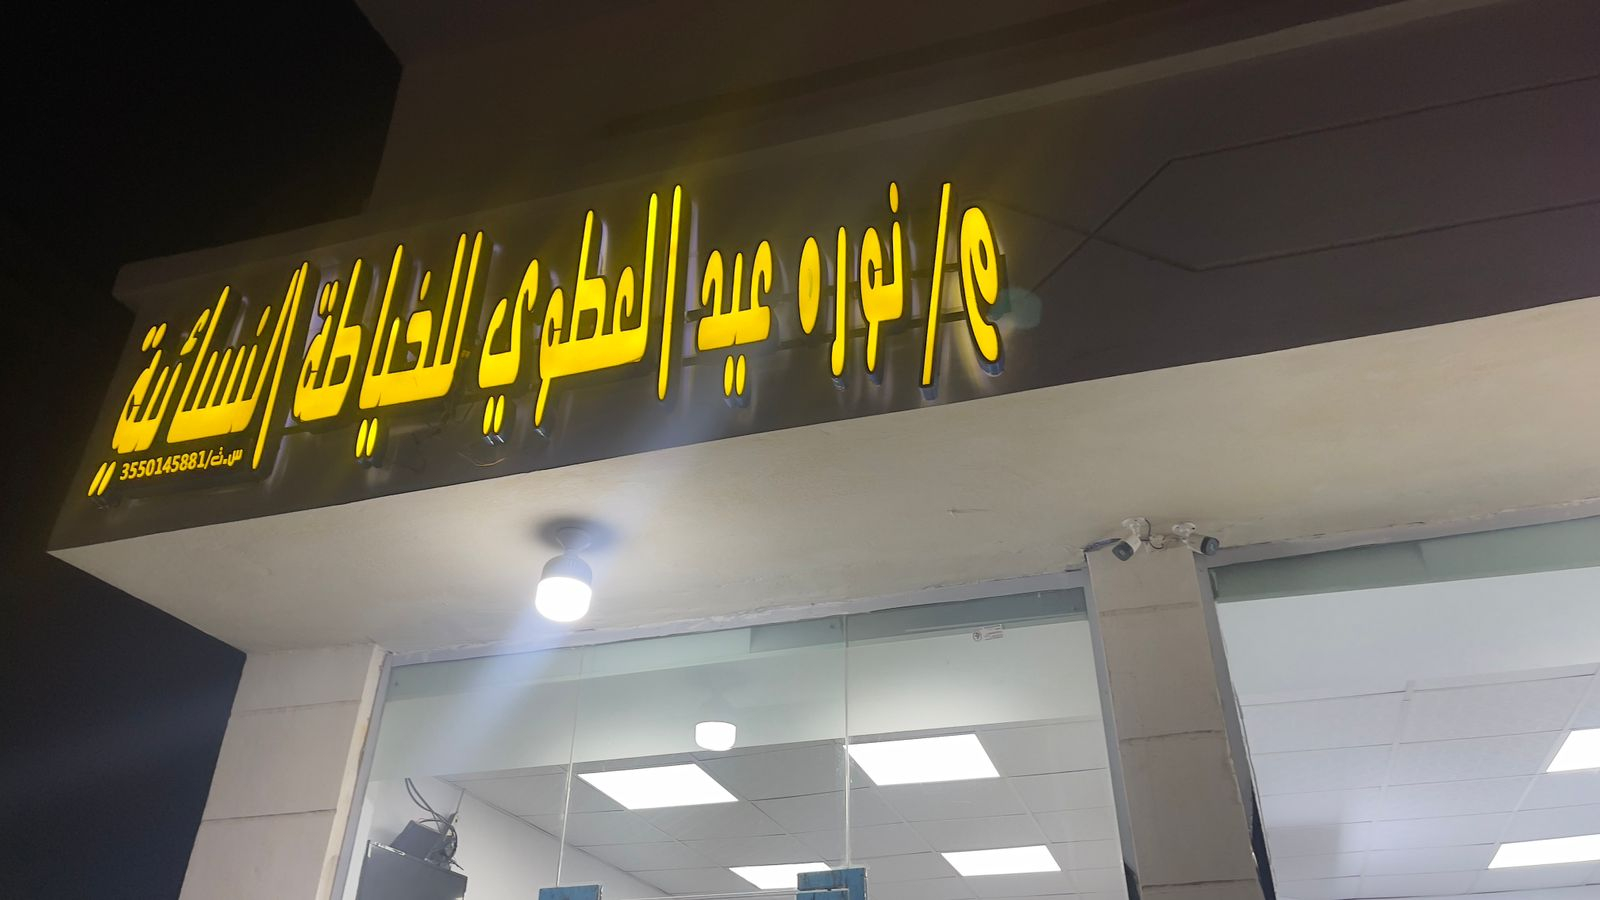 م/ نوره عيد العطوي للخياطة النسائية
س.ت/3550145881